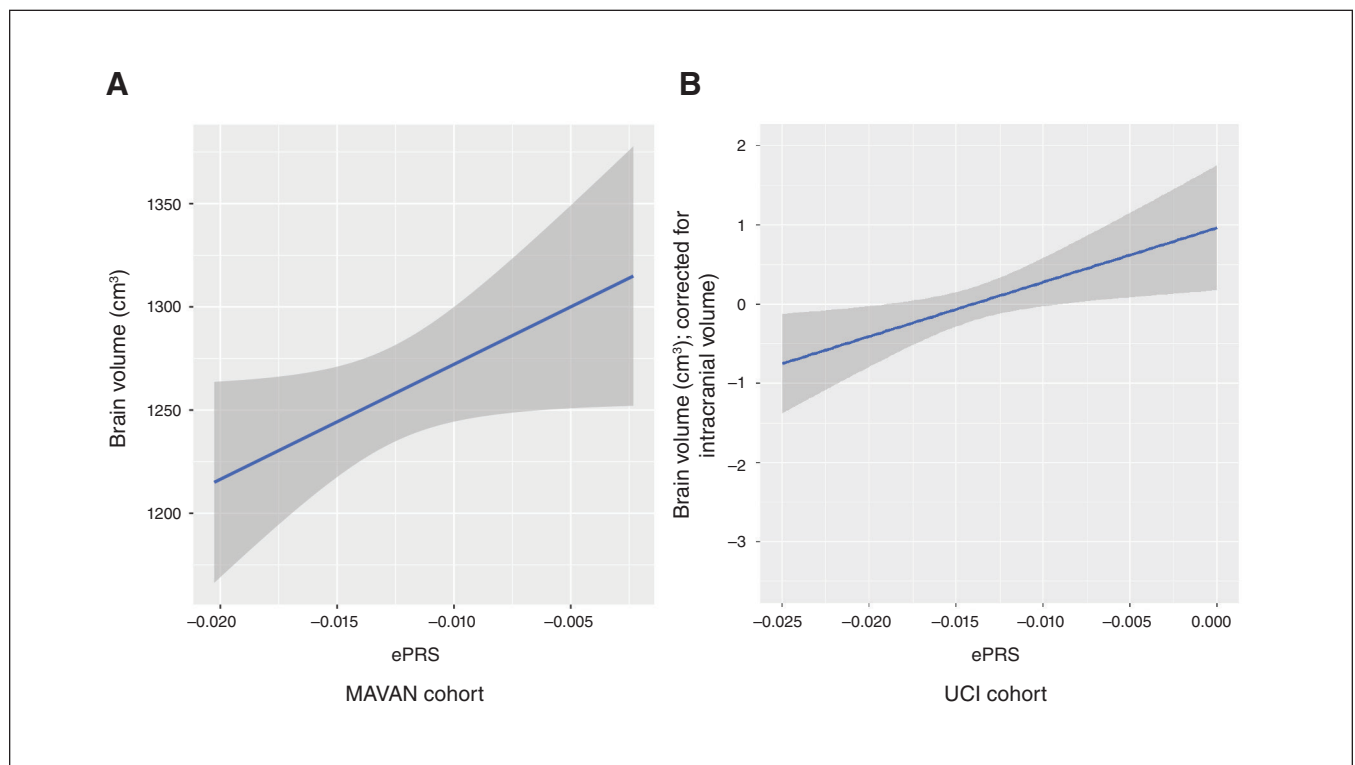 A
Brain volume (cm³)
1350
1300
1250
1200
−0.020
−0.015
−0.010
−0.005
ePRS
MAVAN cohort
B
Brain volume (cm³); corrected for
intracranial volume)
2
1
0
−1
−2
−3
−0.025
−0.020
−0.015
−0.010
−0.005
0.000
ePRS
UCI cohort